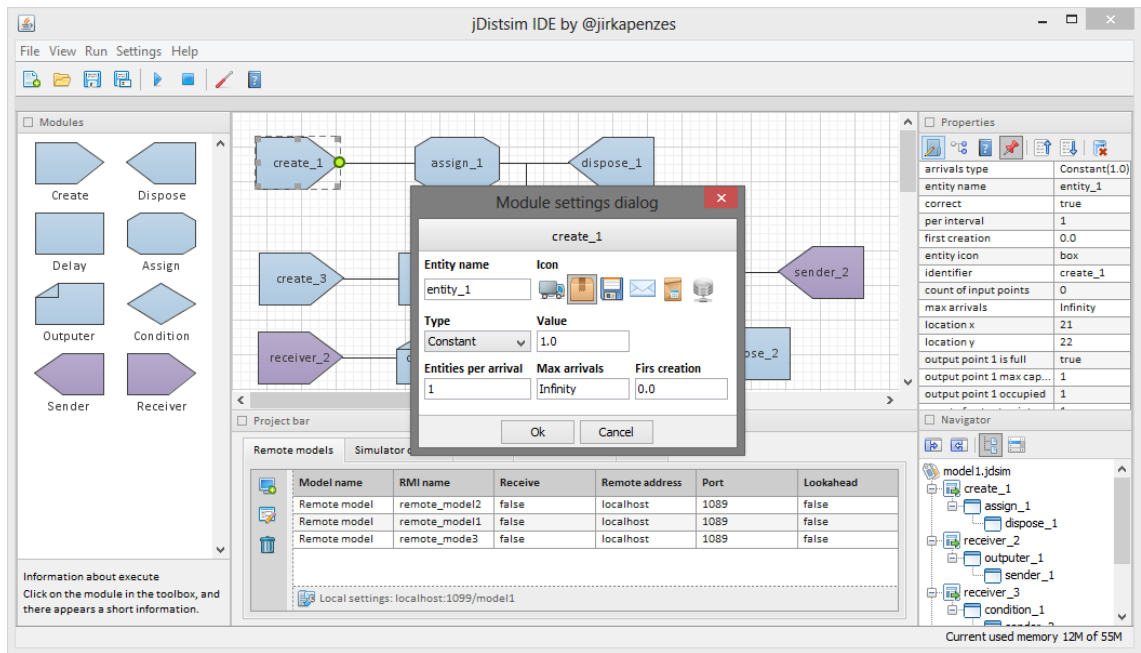 jDistsim IDE by @jirkapenzes
File View Run Settings Help
Modules
Create Dispose
Delay Assign
Outputer Condition
Sender Receiver
Information about execute
Click on the module in the toolbox, and
there appears a short information.
create_1 assign_1 dispose_1
create_3 sender_2
receiver_2
Module settings dialog
create_1
Entity name Icon
entity_1
Type Value
Constant 1.0
Entities per arrival Max arrivals Firs creation
1 Infinity 0.0
Ok Cancel
Project bar
Remote models
Model name RMI name Receive Remote address Port Lookahead
Remote model remote_model2 false localhost 1089 false
Remote model remote_model1 false localhost 1089 false
Remote model remote_mode3 false localhost 1089 false
Local settings: localhost:1099/model1
Properties
arrivals type Constant(1.0)
entity name entity_1
correct true
per interval 1
first creation 0.0
entity icon box
identifier create_1
count of input points 0
max arrivals Infinity
location x 21
location y 22
output point 1 is full true
output point 1 max cap... 1
output point 1 occupied 1
Navigator
model1.jdsim
create_1
assign_1
dispose_1
receiver_2
outputer_1
sender_1
receiver_3
condition_1
Current used memory 12M of 55M